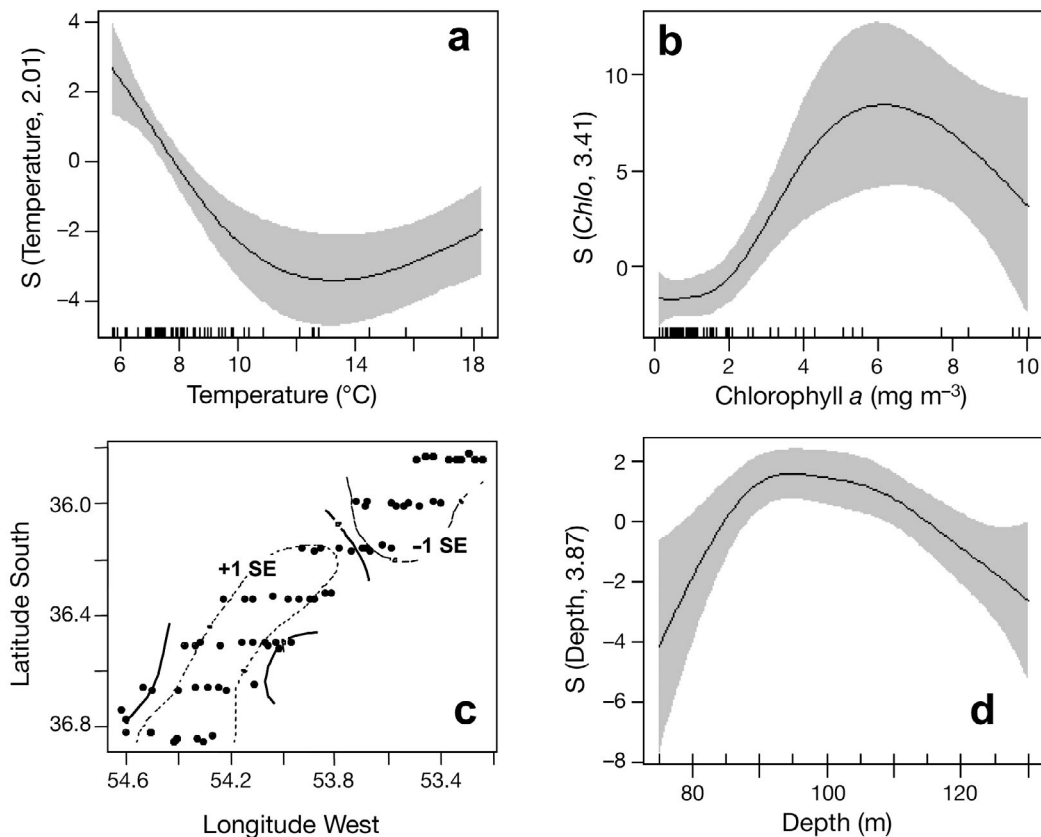 a
S (Temperature, 2.01)
4
2
0
−2
−4
6
8
10
14
18
Temperature (°C)
b
S (Chlo, 3.41)
10
5
0
0
2
4
6
8
10
Chlorophyll a (mg m–3)
c
Latitude South
36.0
36.4
36.8
+1 SE
-1 SE
54.6
54.2
53.8
53.4
Longitude West
d
S (Depth, 3.87)
2
0
−2
−4
−6
−8
80
100
120
Depth (m)